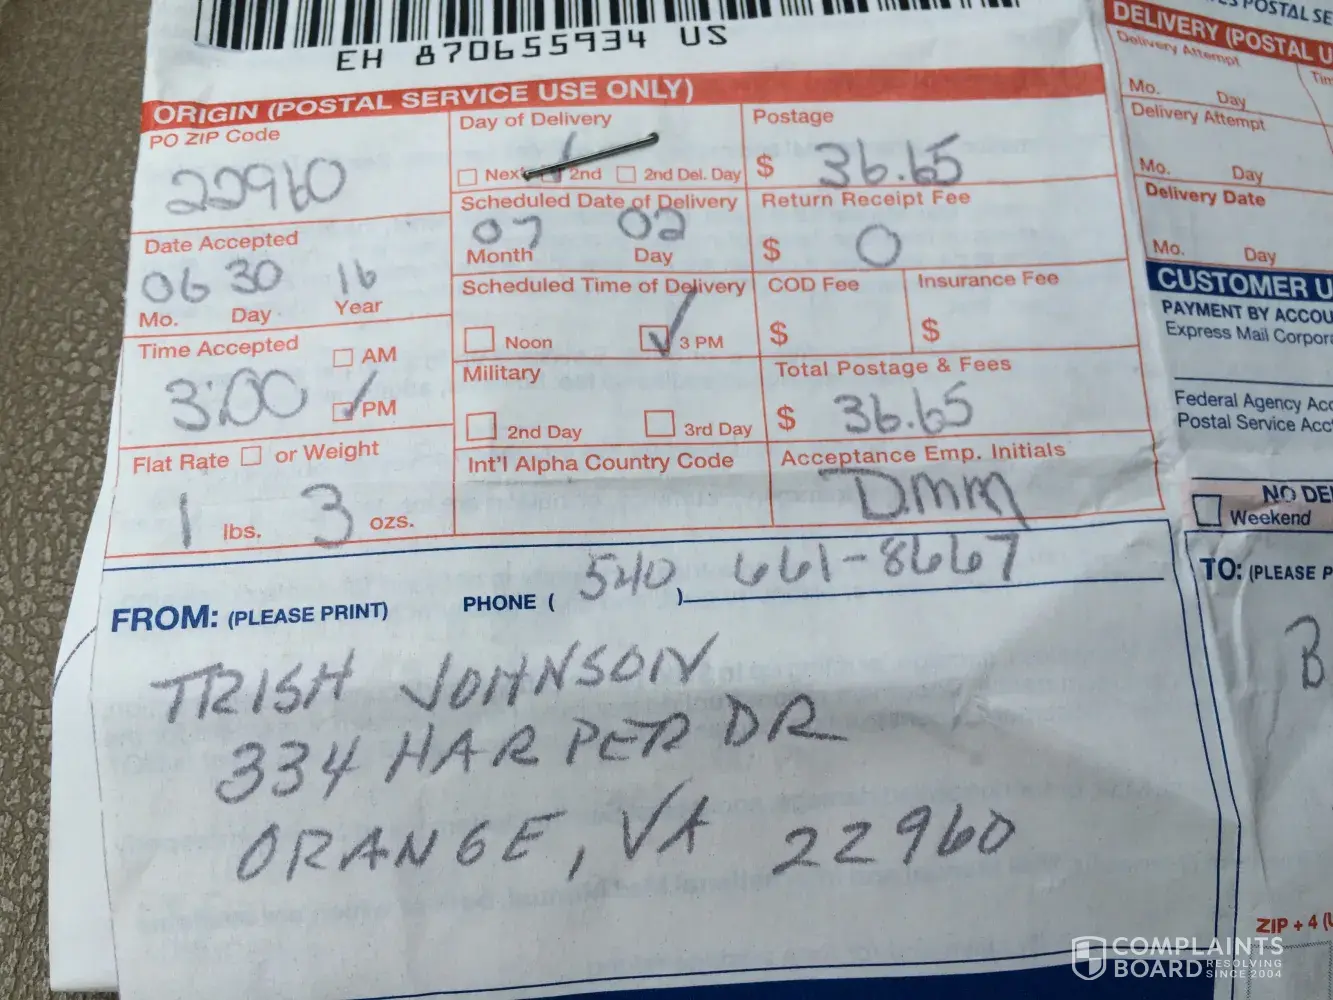 EH 870655934 US
ORIGIN (POSTAL SERVICE USE ONLY)
PO ZIP Code
22960
Day of Delivery
Next 2nd 2nd Del. Day
Postage
$ 36.65
Date Accepted
06 30 16
Mo. Day Year
Scheduled Date of Delivery
07 02
Month Day
Return Receipt Fee
$ 0
Time Accepted
AM
3:00 PM
Scheduled Time of Delivery
Noon 3 PM
COD Fee
$
Insurance Fee
$
Military
2nd Day 3rd Day
Total Postage & Fees
$ 36.65
Flat Rate or Weight
1 lbs. 3 ozs.
Int'l Alpha Country Code
Acceptance Emp. Initials
D.mm
FROM: (PLEASE PRINT) PHONE ( 540 ) 661-8667
TRISH JOHNSON
334 HARPER DR
ORANGE, VA 22960
POSTAL SE
DELIVERY (POSTAL U
Delivery Attempt
Mo. Day
Delivery Attempt
Mo. Day
Delivery Date
Mo. Day
CUSTOMER U
PAYMENT BY ACCOU
Express Mail Corpora
Federal Agency Acc
Postal Service Acc
NO DE
Weekend
TO: (PLEASE P
B
ZIP + 4 (U
COMPLAINTS
BOARD RESOLVING
SINCE 2004